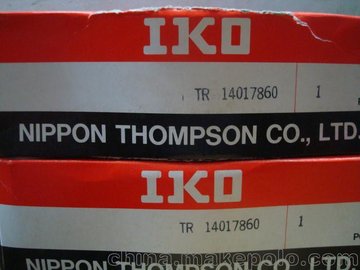 IKO
TR 14017860 1
NIPPON THOMPSON CO., LTD.
IKO
TR 14017860 1
china.makepolo.com